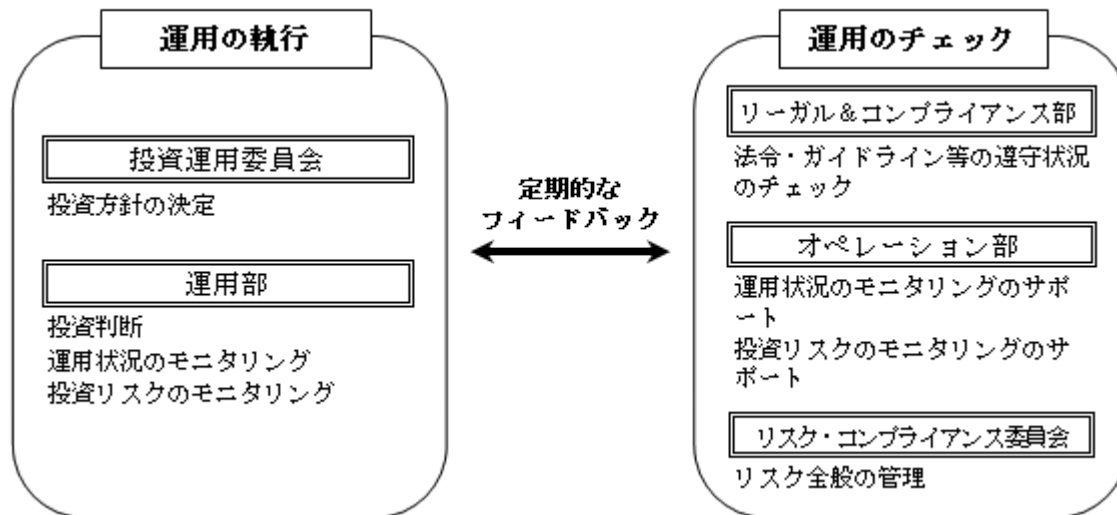 運用の執行
投資運用委員会
投資方針の決定
運用部
投資判断
運用状況のモニタリング
投資リスクのモニタリング
定期的な
フィードバック
運用のチェック
リーガル＆コンプライアンス部
法令・ガイドライン等の遵守状況
のチェック
オペレーション部
運用状況のモニタリングのサポ
ート
投資リスクのモニタリングのサ
ポート
リスク・コンプライアンス委員会
リスク全般の管理